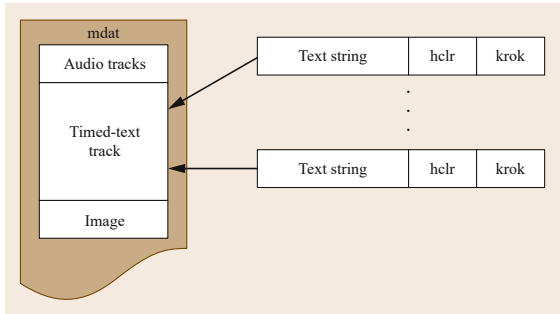 mdat
Audio tracks
Timed-text
track
Image
Text string hclr krok
Text string hclr krok